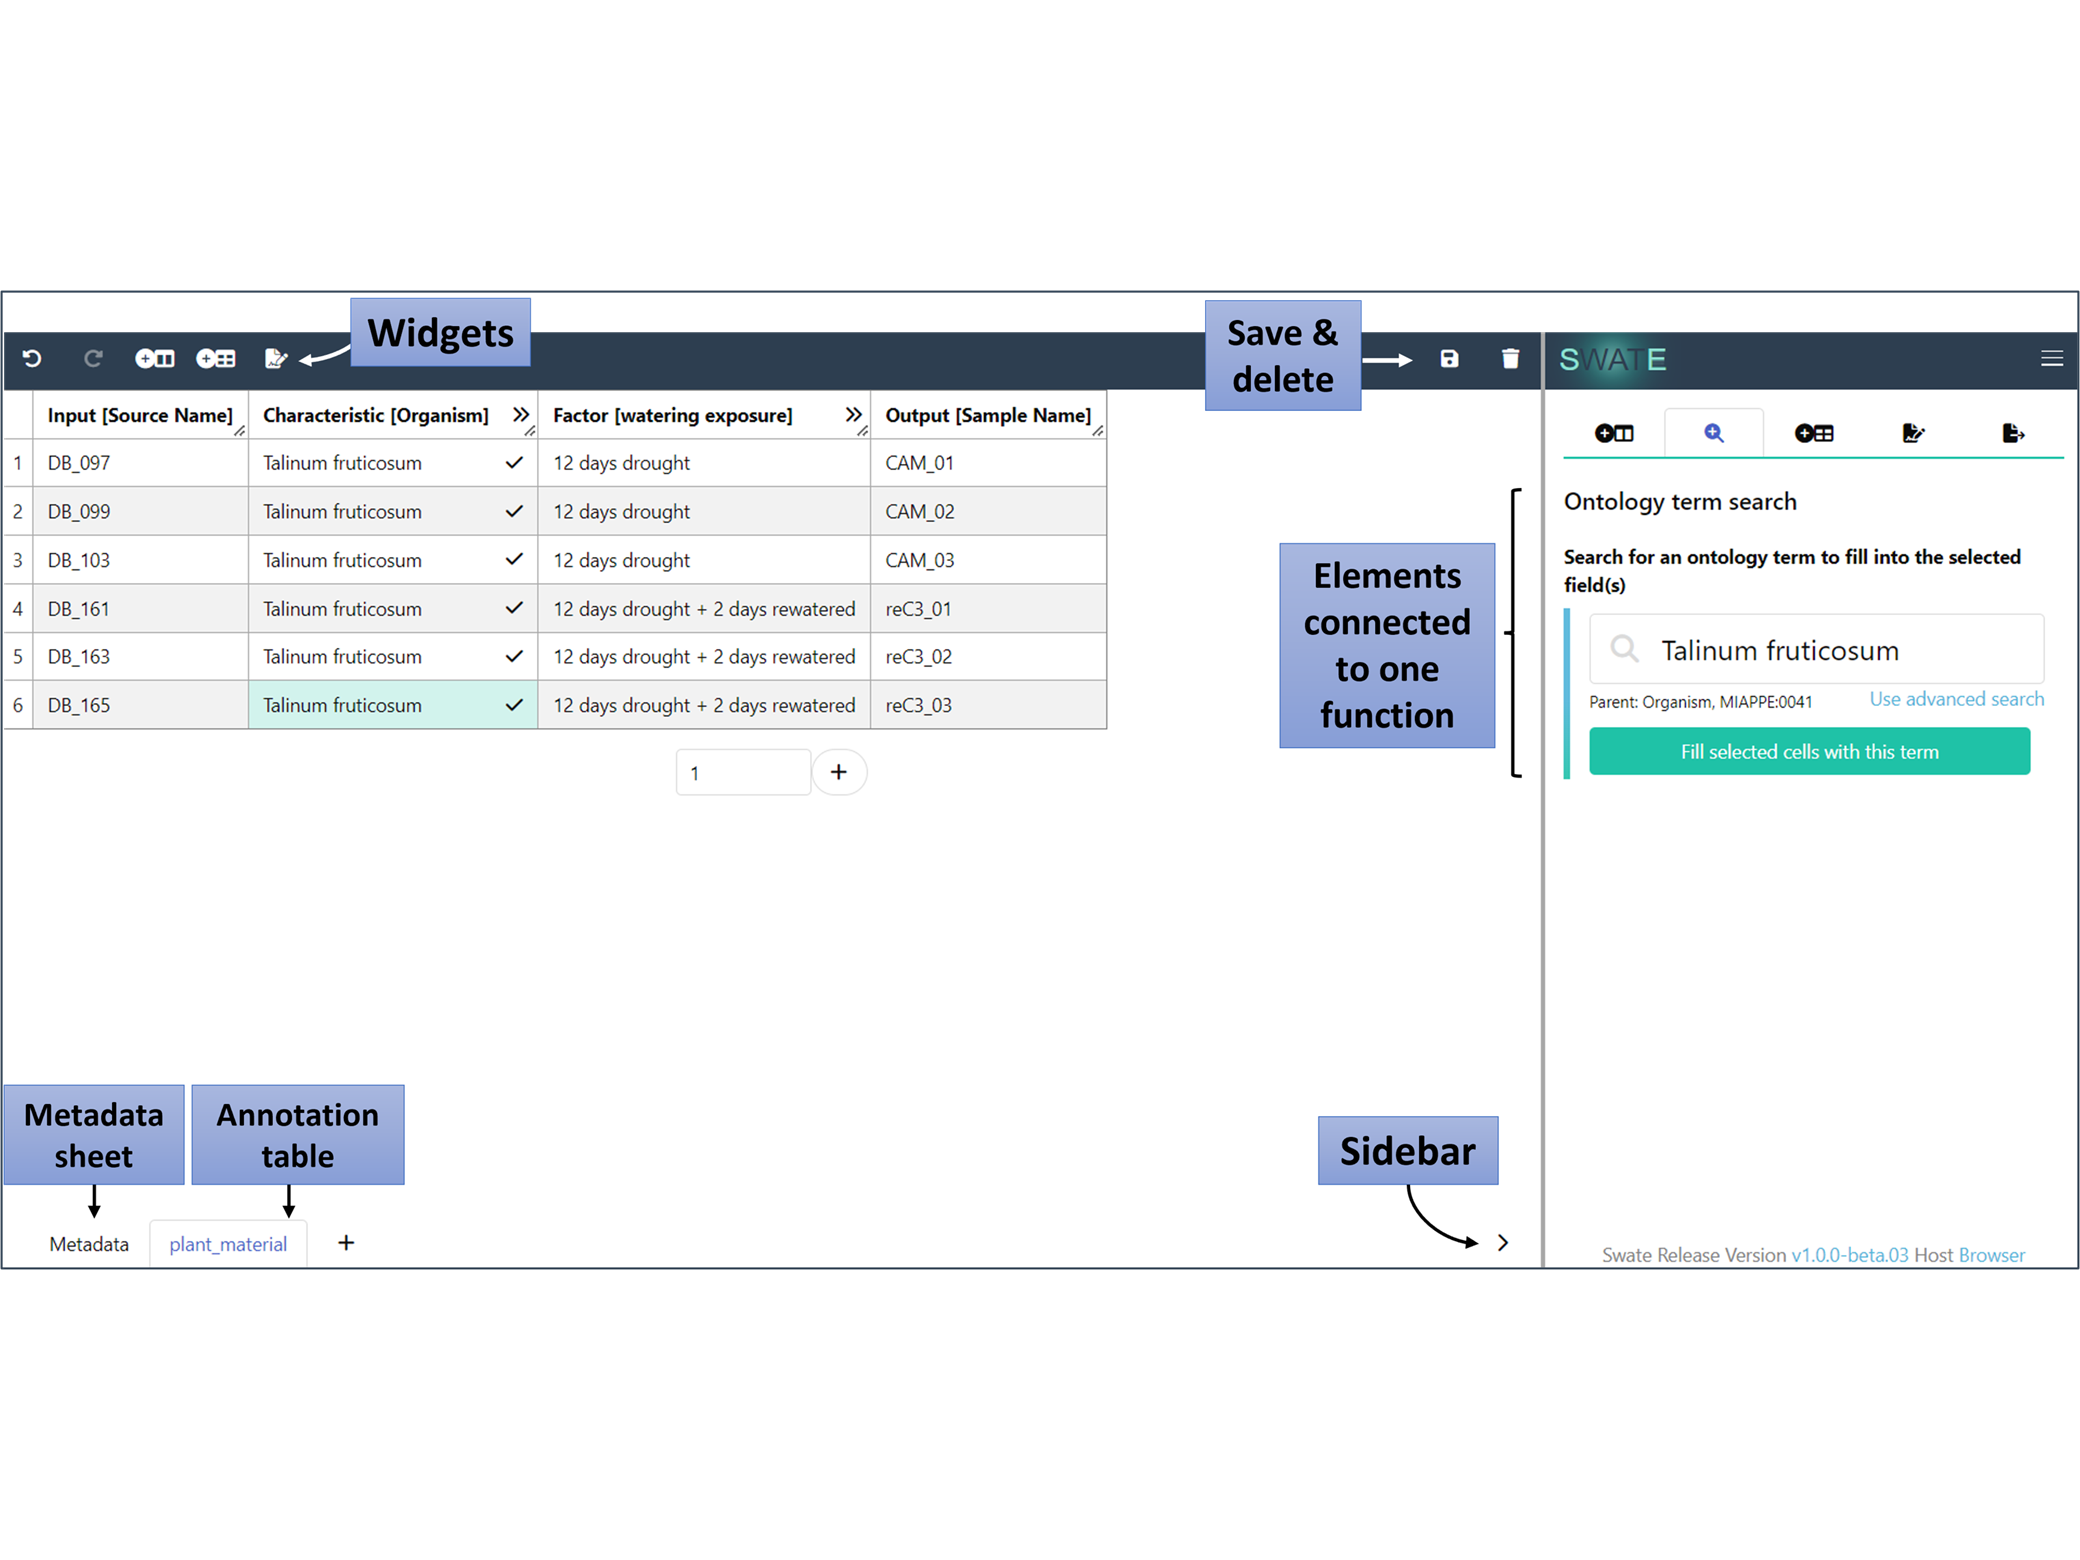 Widgets
Save &
delete
SWATE
Input [Source Name] Characteristic [Organism] Factor [watering exposure] Output [Sample Name]
1 DB_097 Talinum fruticosum 12 days drought CAM_01
2 DB_099 Talinum fruticosum 12 days drought CAM_02
3 DB_103 Talinum fruticosum 12 days drought CAM_03
4 DB_161 Talinum fruticosum 12 days drought + 2 days rewatered reC3_01
5 DB_163 Talinum fruticosum 12 days drought + 2 days rewatered reC3_02
6 DB_165 Talinum fruticosum 12 days drought + 2 days rewatered reC3_03
1 +
Elements
connected
to one
function
Ontology term search
Search for an ontology term to fill into the selected
field(s)
Talinum fruticosum
Parent: Organism, MIAPPE:0041 Use advanced search
Fill selected cells with this term
Metadata
sheet
Annotation
table
Sidebar
Metadata plant_material +
Swate Release Version v1.0.0-beta.03 Host Browser